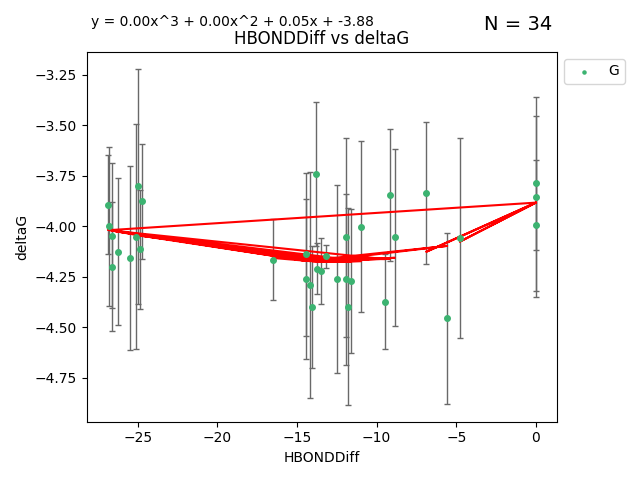 y = 0.00x^3 + 0.00x^2 + 0.05x + -3.88
N = 34
HBONDDiff vs deltaG
G
deltaG
−3.25
−3.50
−3.75
−4.00
−4.25
−4.50
−4.75
−25
−20
−15
−10
−5
0
HBONDDiff